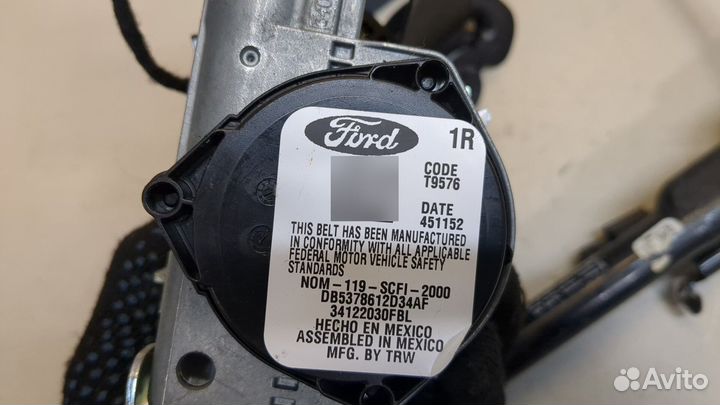 Ford
1R
CODE
T9576
DATE
451152
THIS BELT HAS BEEN MANUFACTURED
IN CONFORMITY WITH ALL APPLICABLE
FEDERAL MOTOR VEHICLE SAFETY
STANDARDS
NOM-119-SCFI-2000
DB5378612D34AF
34122030FBL
HECHO EN MEXICO
ASSEMBLED IN MEXICO
MFG. BY TRW
Avito